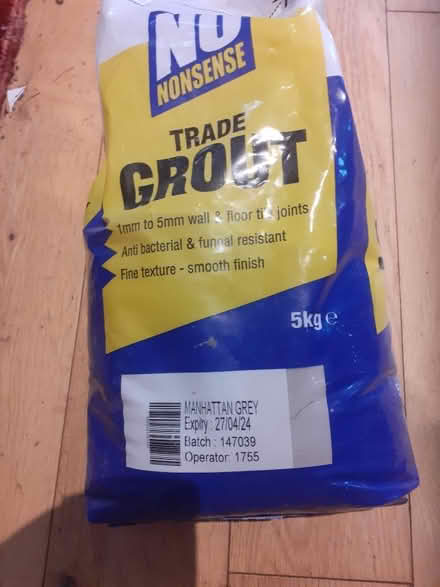 NO
NONSENSE
TRADE
GROUT
1mm to 5mm wall & floor tile joints
Anti bacterial & fungal resistant
Fine texture - smooth finish
5kg ℮
MANHATTAN GREY
Expiry : 27/04/24
Batch : 147039
Operator: 1755